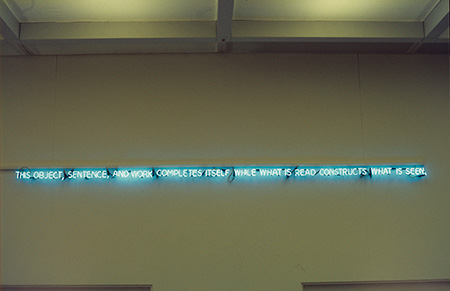 THIS OBJECT, SENTENCE, AND WORK COMPLETES ITSELF WHILE WHAT IS READ CONSTRUCTS WHAT IS SEEN.